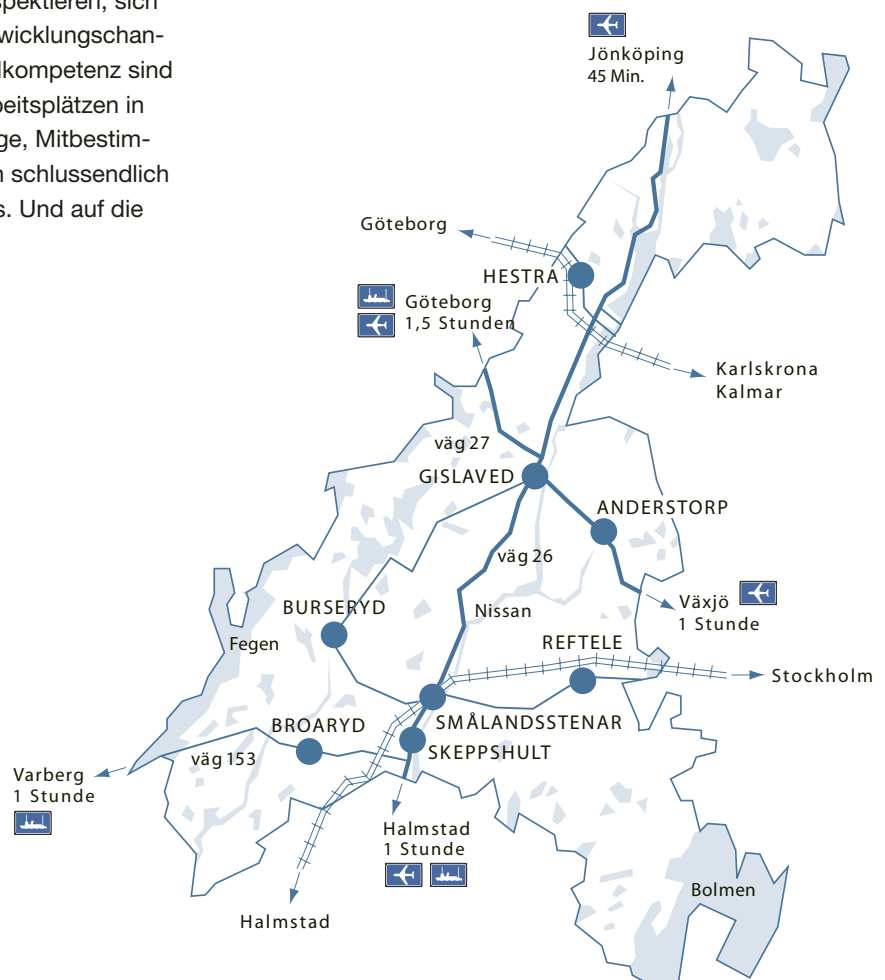 spektieren, sich
wicklungschan-
lkompetenz sind
beitsplätzen in
ge, Mitbestim-
n schlussendlich
s. Und auf die
Jönköping
45 Min.
Göteborg
HESTRA
Göteborg
1,5 Stunden
Karlskrona
Kalmar
väg 27
GISLAVED
ANDERSTORP
väg 26
Växjö
1 Stunde
BURSERYD
Nissan
Fegen
REFTELE
Stockholm
SMÅLANDSSTENAR
BROARYD
SKEPPSHULT
väg 153
Varberg
1 Stunde
Halmstad
1 Stunde
Bolmen
Halmstad